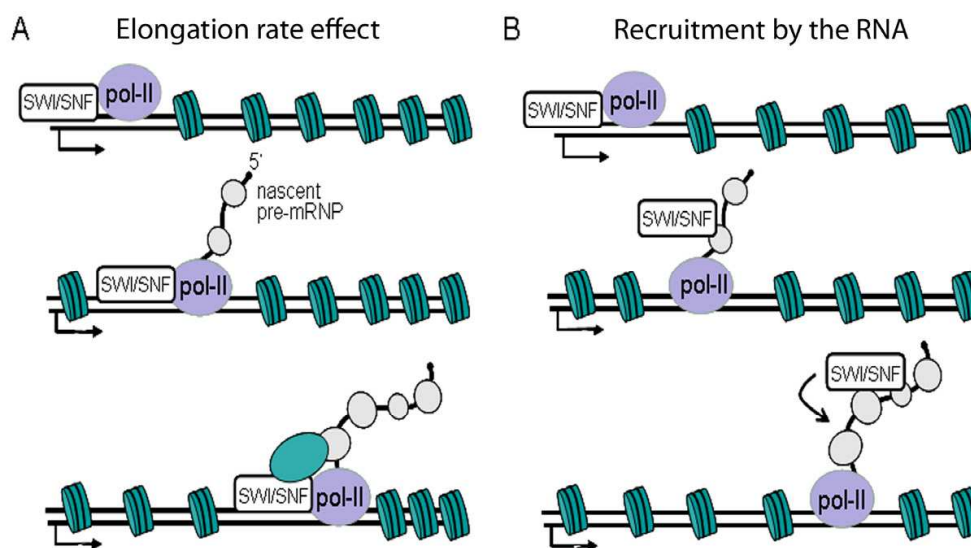 A Elongation rate effect
SWI/SNF pol-II
5'
nascent
pre-mRNP
SWI/SNF pol-II
SWI/SNF pol-II
B Recruitment by the RNA
SWI/SNF pol-II
SWI/SNF
pol-II
SWI/SNF
pol-II